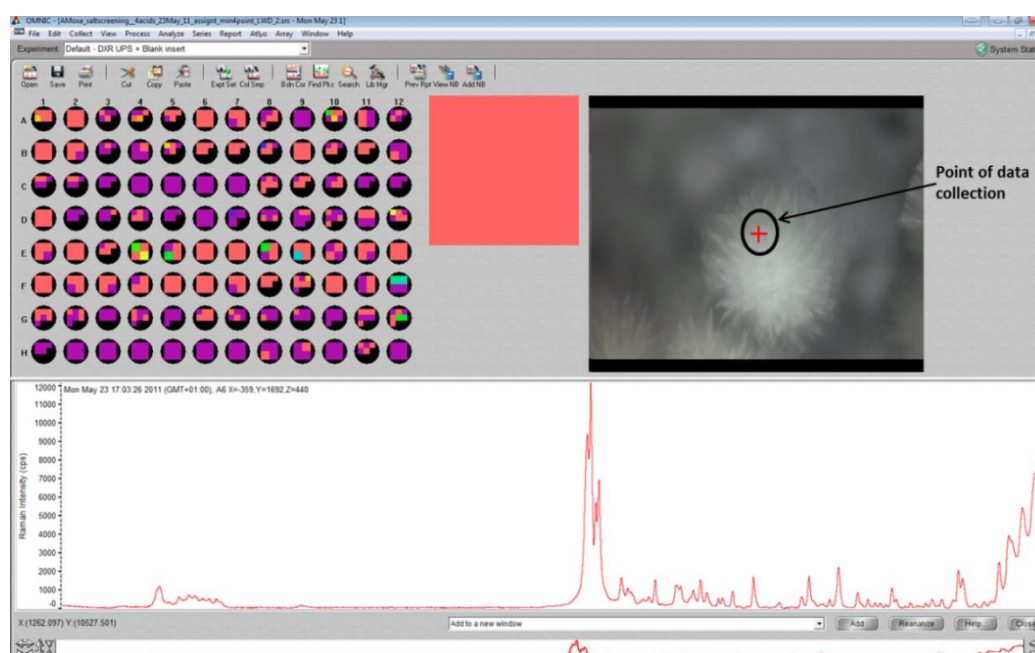 OMNIC - [AMoxa_saltscreening__4acids_23May_11_assignt_min4point_LWD_2.srs - Mon May 23 1]
File Edit Collect View Process Analyze Series Report Atlµs Array Window Help
Experiment: Default - DXR UPS + Blank insert
System Stat
Open Save Print Cut Copy Paste Expt Set Col Smp Bsln Cor Find Pks Search Lib Mgr Prev Rpt View NB Add NB
1 2 3 4 5 6 7 8 9 10 11 12
A
B
C
D
E
F
G
H
Point of data
collection
Mon May 23 17:03:26 2011 (GMT+01:00), A6 X=-359,Y=1692,Z=440
Raman Intensity (cps)
12000
11000
10000
9000
8000
7000
6000
5000
4000
3000
2000
1000
-0
X:(1262.097) Y:(10527.501)
Add to a new window
Add Reanalyze Help Close